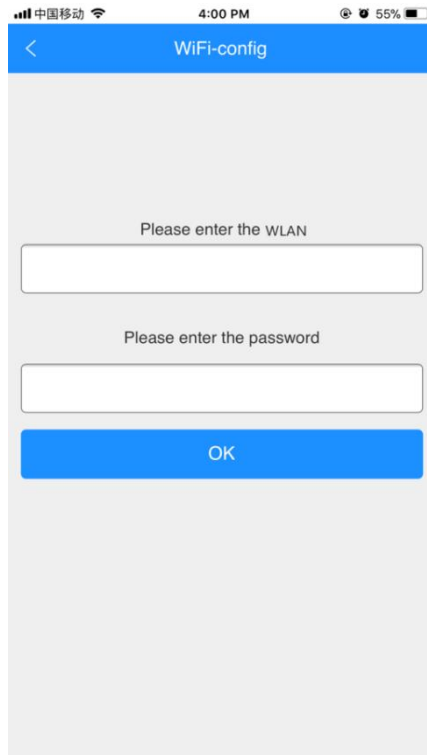 中国移动 4:00 PM 55%
WiFi-config
Please enter the WLAN
Please enter the password
OK